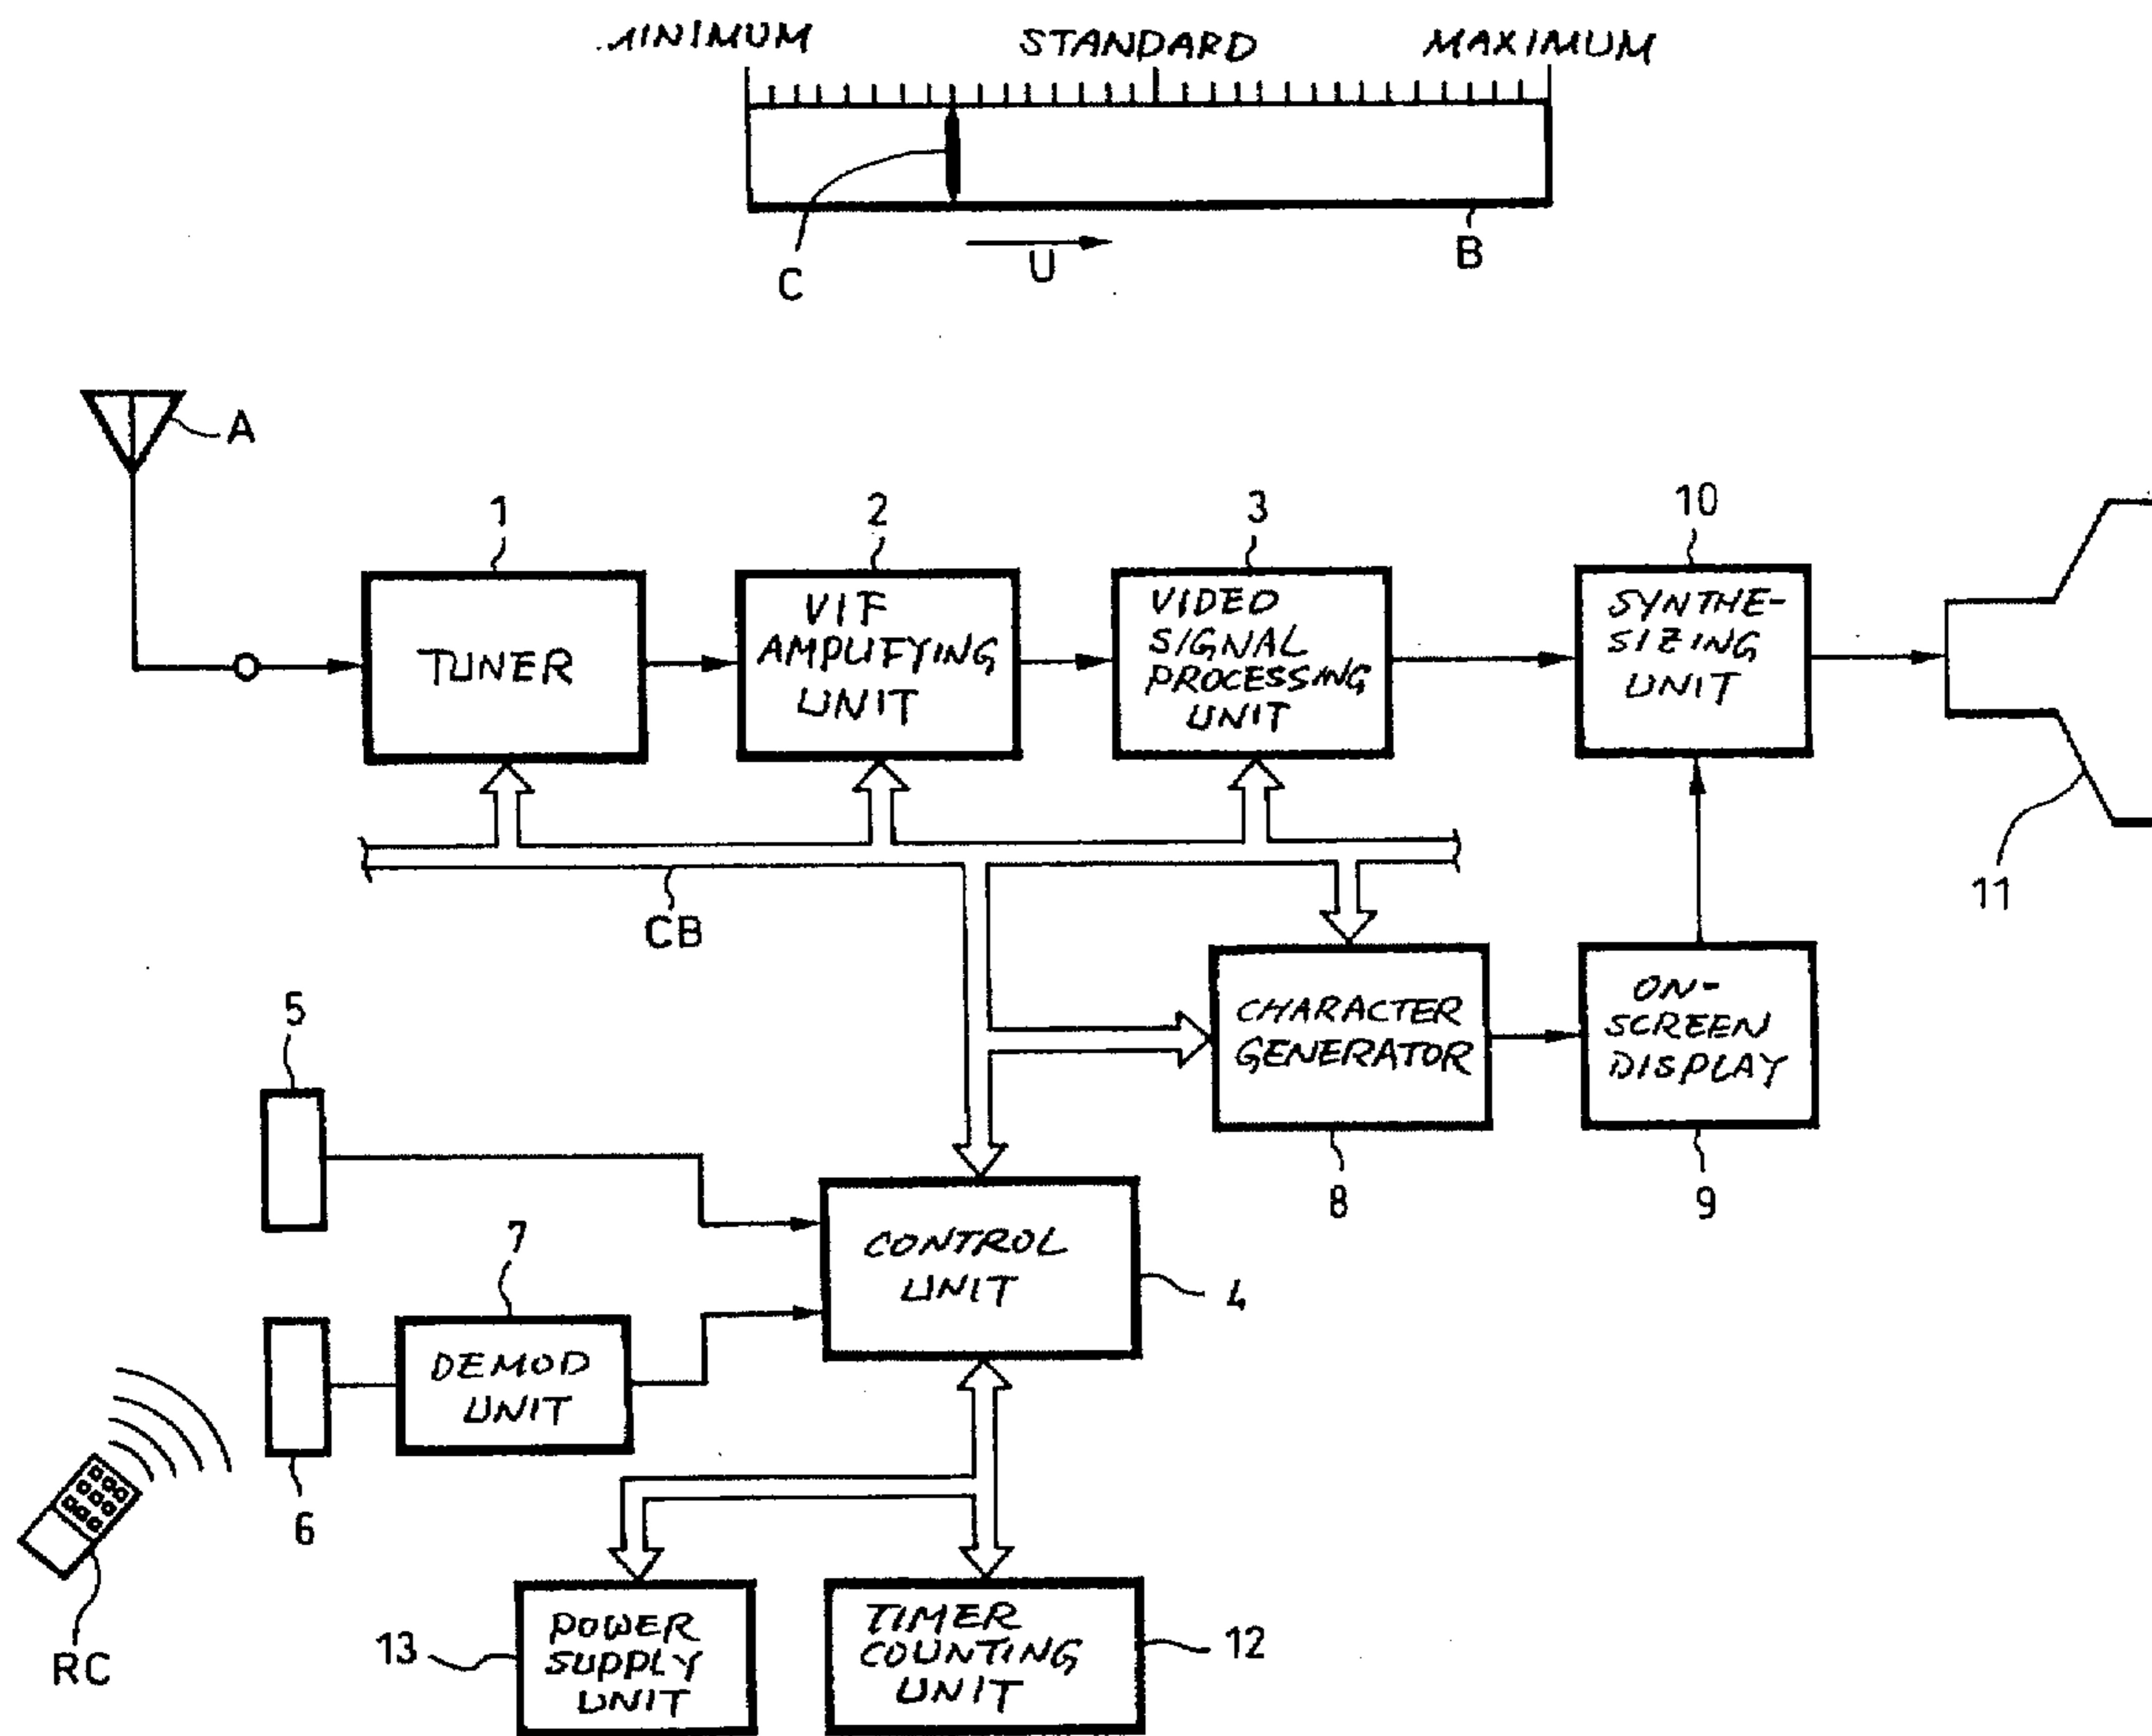 MINIMUM STANDARD MAXIMUM
C
U
B
A
1
2
3
10
TUNER
VIF
AMPLIFYING
UNIT
VIDEO
SIGNAL
PROCESSING
UNIT
SYNTHE-
SIZING
UNIT
11
CB
5
CHARACTER
GENERATOR
ON-
SCREEN
DISPLAY
8
9
7
CONTROL
UNIT
4
DEMOD
UNIT
6
RC
13
POWER
SUPPLY
UNIT
TIMER
COUNTING
UNIT
12